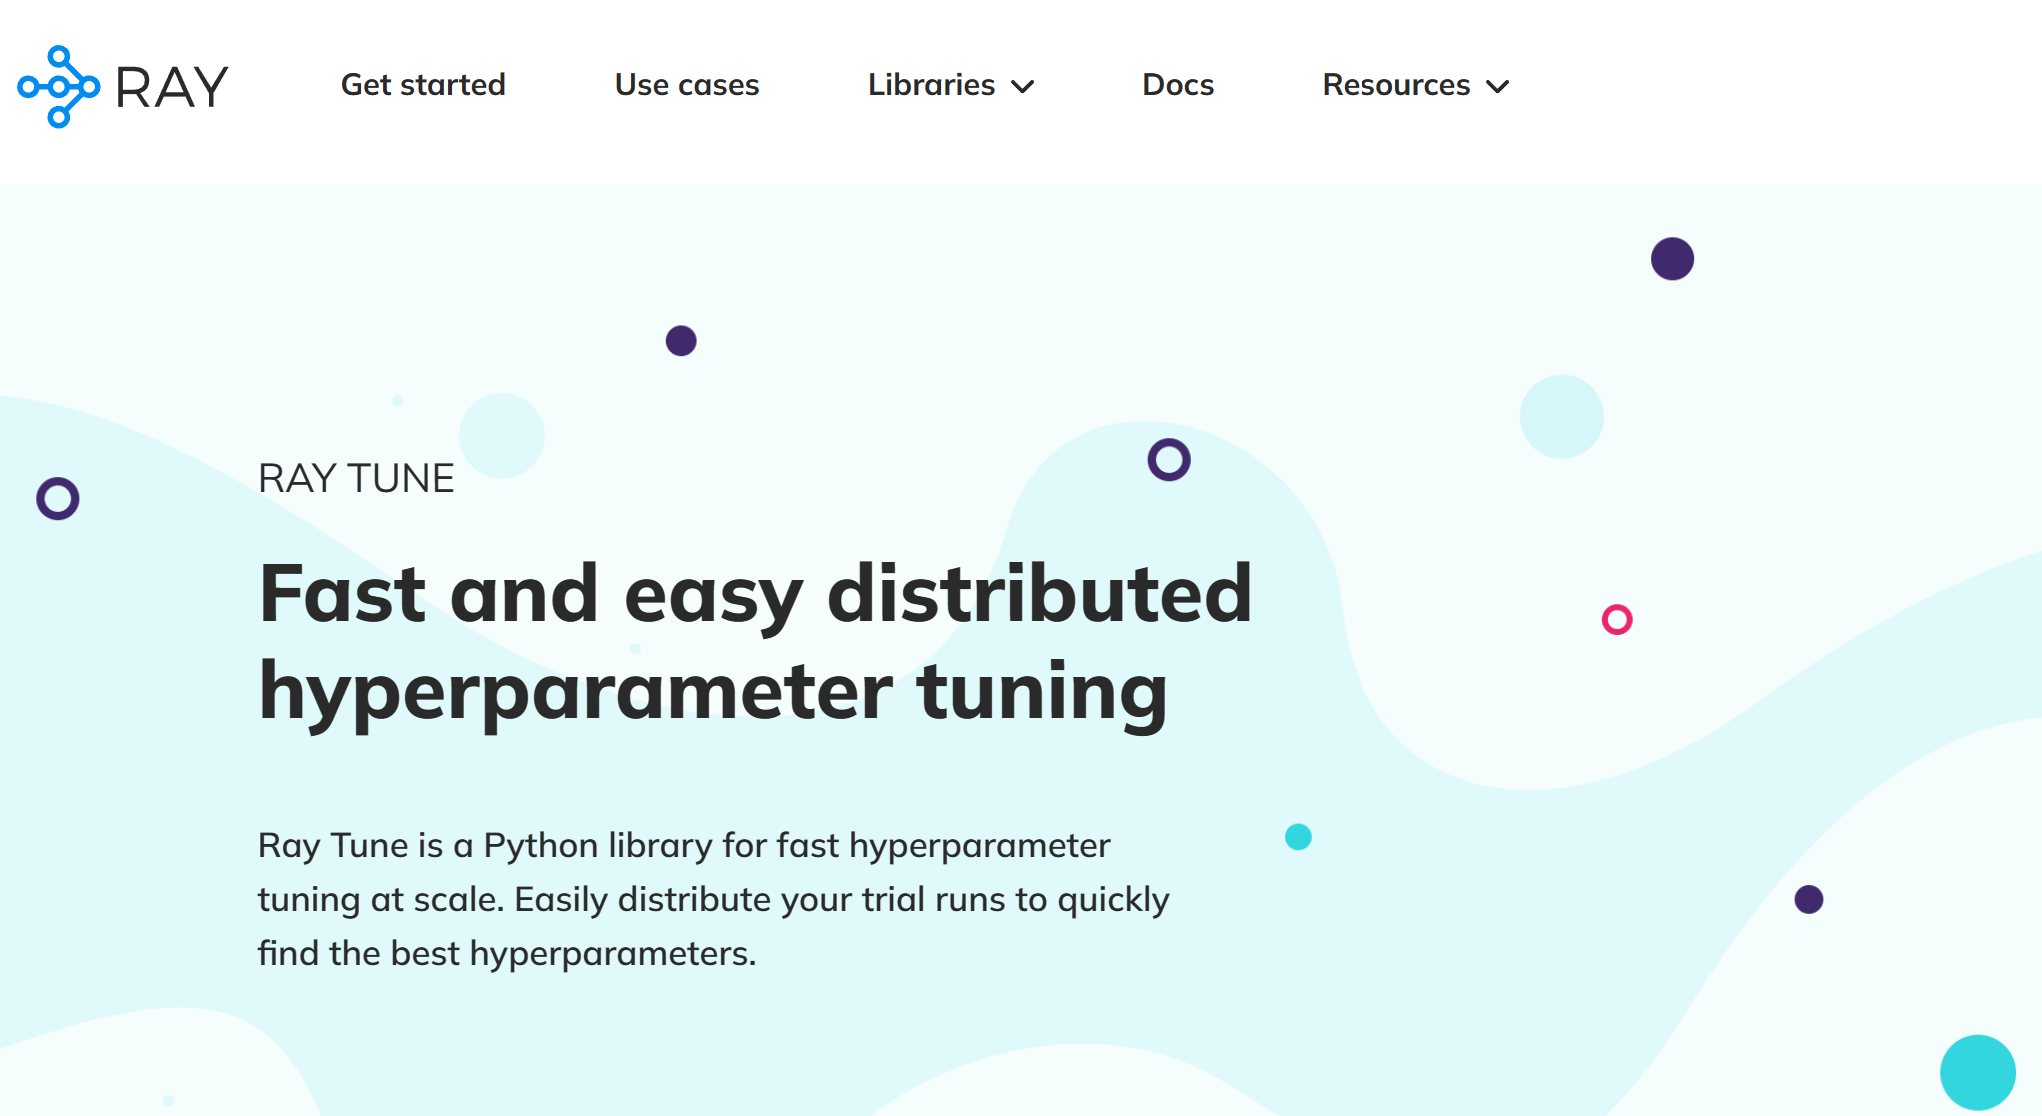 RAY
Get started
Use cases
Libraries
Docs
Resources
RAY TUNE
Fast and easy distributed
hyperparameter tuning
Ray Tune is a Python library for fast hyperparameter
tuning at scale. Easily distribute your trial runs to quickly
find the best hyperparameters.